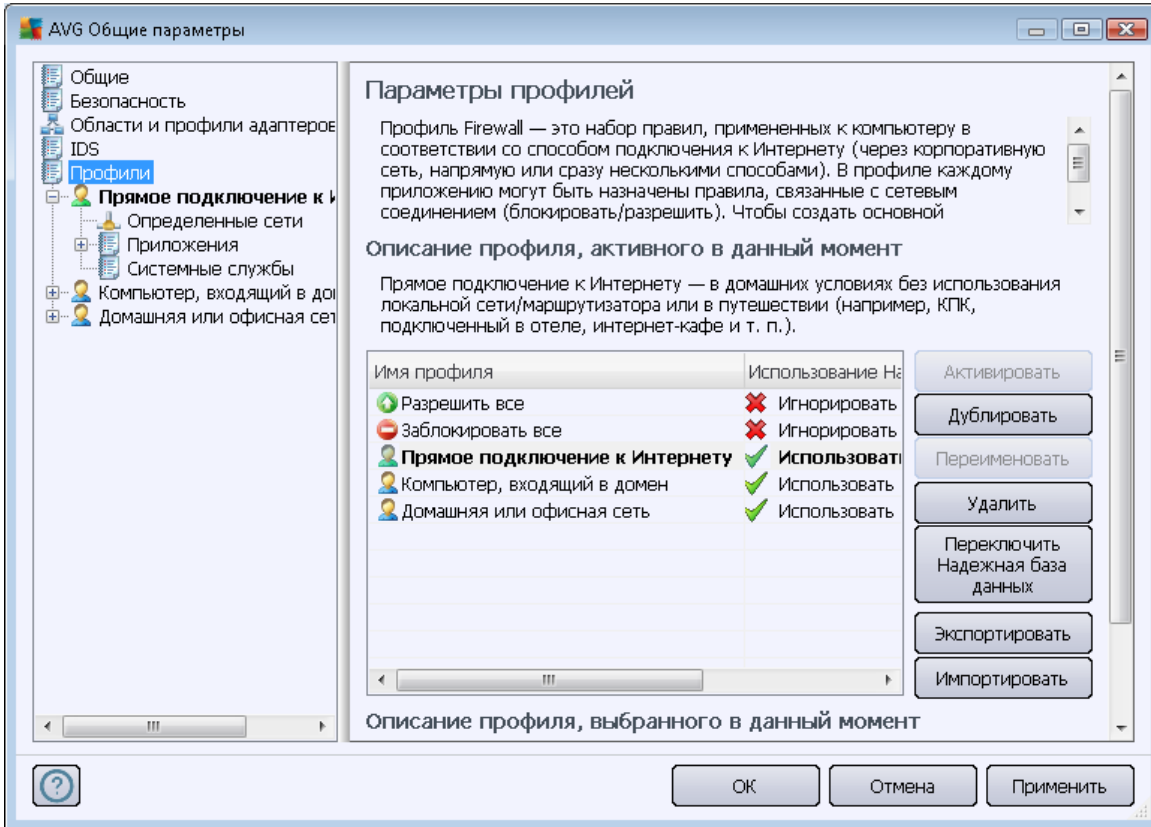 AVG Общие параметры
Общие
Безопасность
Области и профили адаптеров
IDS
Профили
Прямое подключение к И
Определенные сети
Приложения
Системные службы
Компьютер, входящий в дом
Домашняя или офисная сет
Параметры профилей
Профиль Firewall — это набор правил, примененных к компьютеру в
соответствии со способом подключения к Интернету (через корпоративную
сеть, напрямую или сразу несколькими способами). В профиле каждому
приложению могут быть назначены правила, связанные с сетевым
соединением (блокировать/разрешить). Чтобы создать основной
Описание профиля, активного в данный момент
Прямое подключение к Интернету — в домашних условиях без использования
локальной сети/маршрутизатора или в путешествии (например, КПК,
подключенный в отеле, интернет-кафе и т. п.).
Имя профиля
Использование На
Разрешить все
Игнорировать
Заблокировать все
Игнорировать
Прямое подключение к Интернету
Использовать
Компьютер, входящий в домен
Использовать
Домашняя или офисная сеть
Использовать
Активировать
Дублировать
Переименовать
Удалить
Переключить
Надежная база
данных
Экспортировать
Импортировать
Описание профиля, выбранного в данный момент
ОК
Отмена
Применить